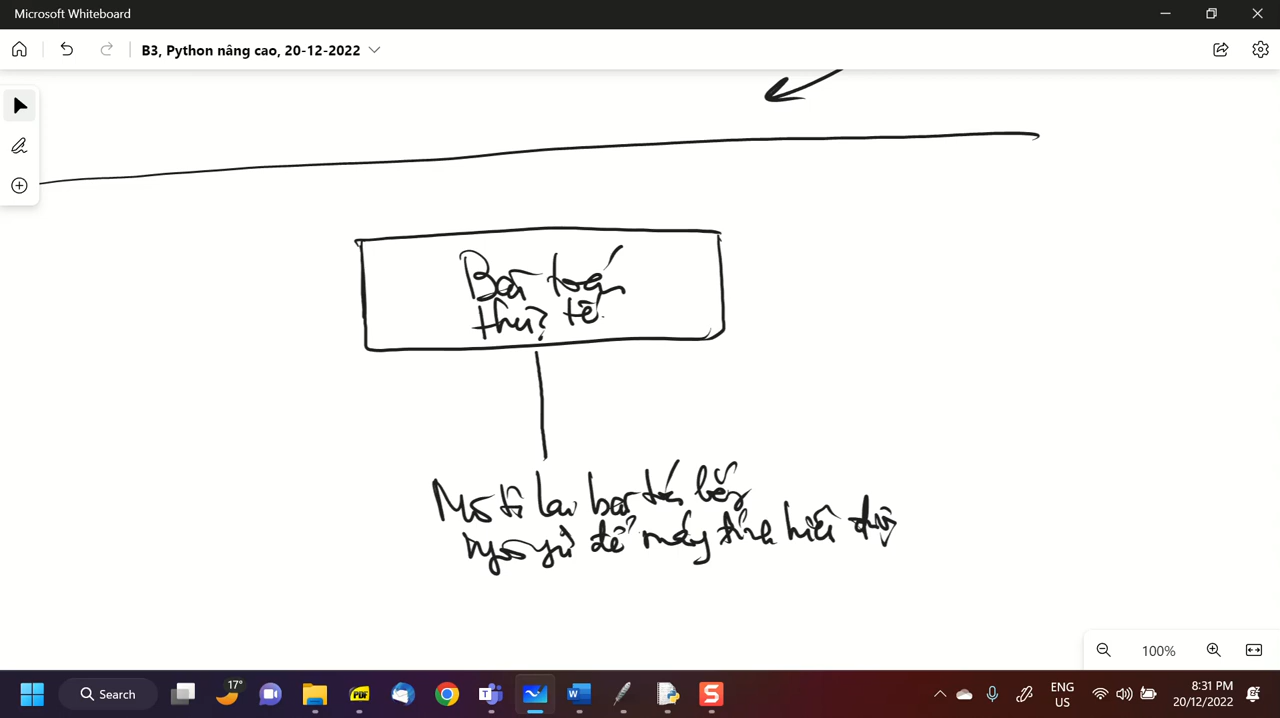 Microsoft Whiteboard
B3, Python nâng cao, 20-12-2022
Bài toán
thực tế
Mô tả lại bài toán bằng
ngôn ngữ để máy tính hiểu được
100%
17°
Search
PDF
W
S
ENG
US
8:31 PM
20/12/2022